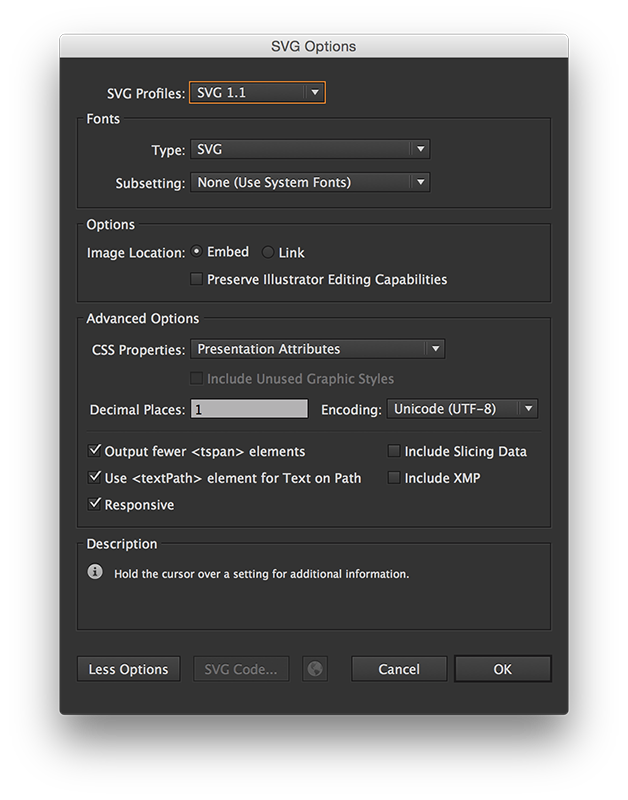 SVG Options
SVG Profiles: SVG 1.1
Fonts
Type: SVG
Subsetting: None (Use System Fonts)
Options
Image Location: Embed Link
Preserve Illustrator Editing Capabilities
Advanced Options
CSS Properties: Presentation Attributes
Include Unused Graphic Styles
Decimal Places: 1 Encoding: Unicode (UTF-8)
Output fewer <tspan> elements Include Slicing Data
Use <textPath> element for Text on Path Include XMP
Responsive
Description
Hold the cursor over a setting for additional information.
Less Options SVG Code... Cancel OK